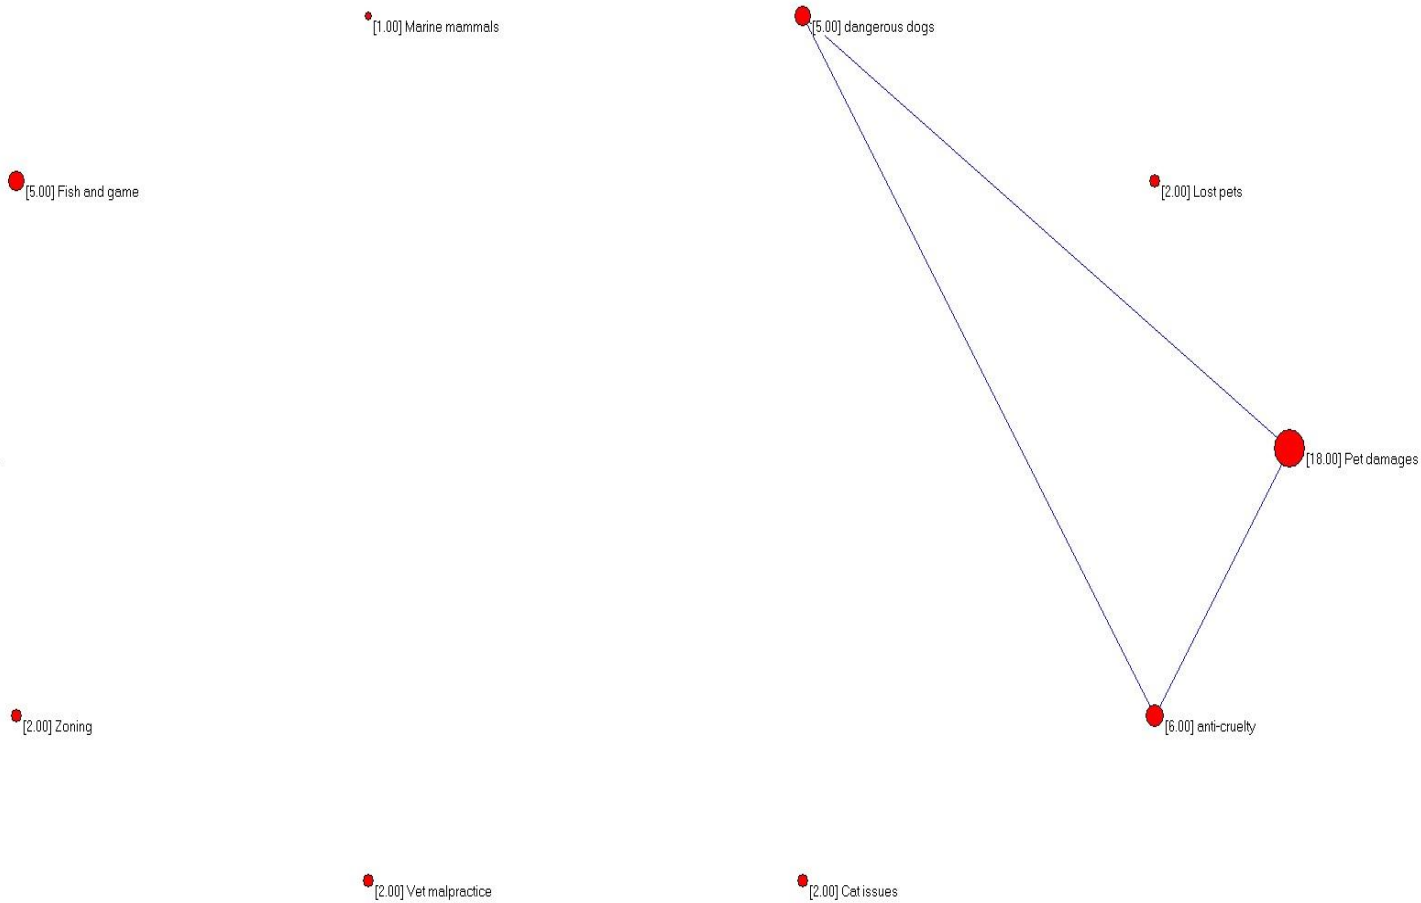 [1.00] Marine mammals
[5.00] dangerous dogs
[5.00] Fish and game
[2.00] Lost pets
[18.00] Pet damages
[2.00] Zoning
[6.00] anti-cruelty
[2.00] Vet malpractice
[2.00] Cat issues